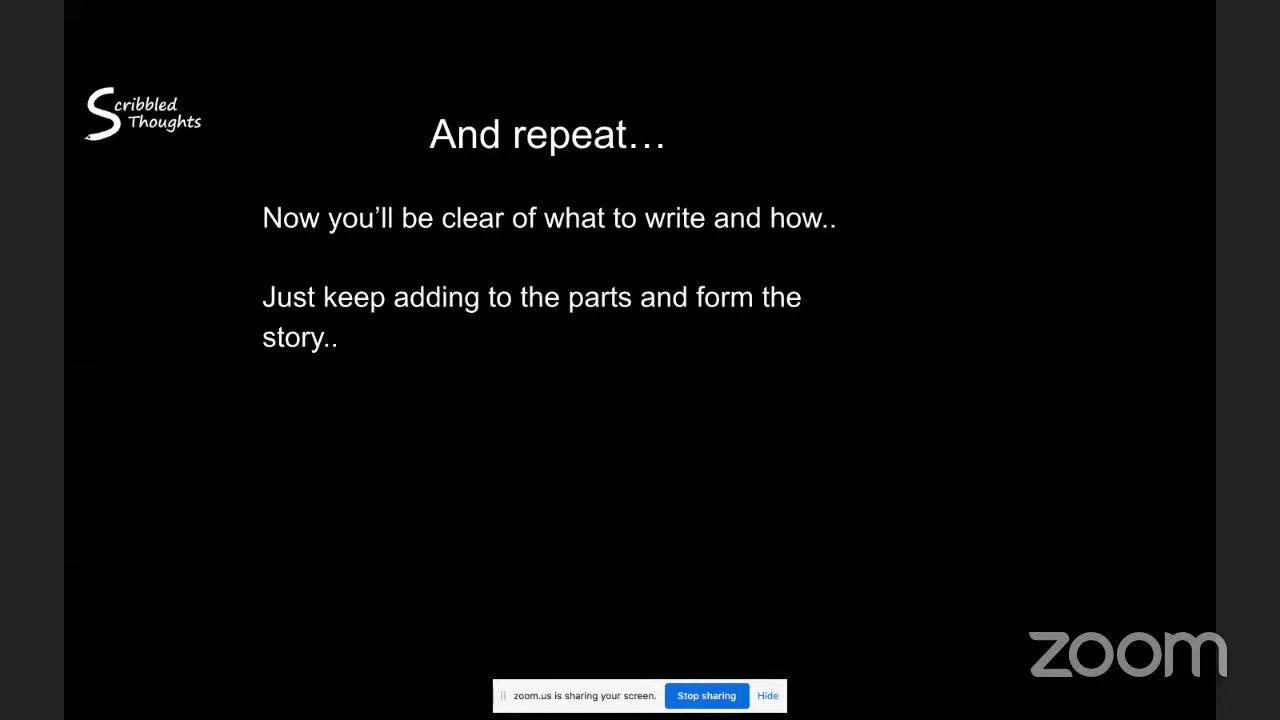 Scribbled
Thoughts
And repeat…
Now you’ll be clear of what to write and how..
Just keep adding to the parts and form the
story..
zoom
zoom.us is sharing your screen. Stop sharing Hide